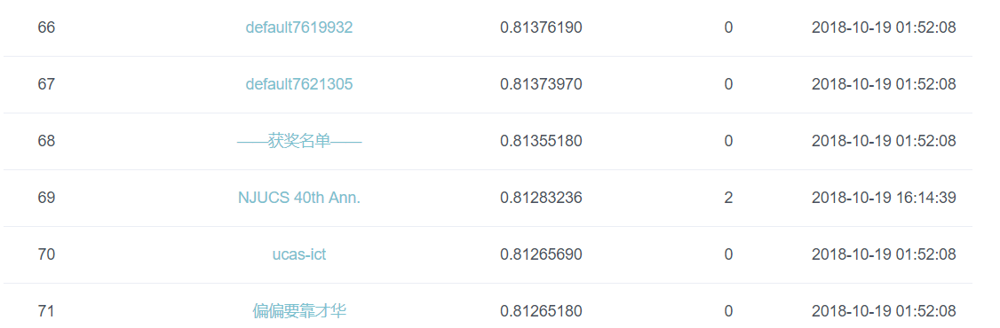 66 default7619932 0.81376190 0 2018-10-19 01:52:08
67 default7621305 0.81373970 0 2018-10-19 01:52:08
68 ——获奖名单—— 0.81355180 0 2018-10-19 01:52:08
69 NJUCS 40th Ann. 0.81283236 2 2018-10-19 16:14:39
70 ucas-ict 0.81265690 0 2018-10-19 01:52:08
71 偏偏要靠才华 0.81265180 0 2018-10-19 01:52:08